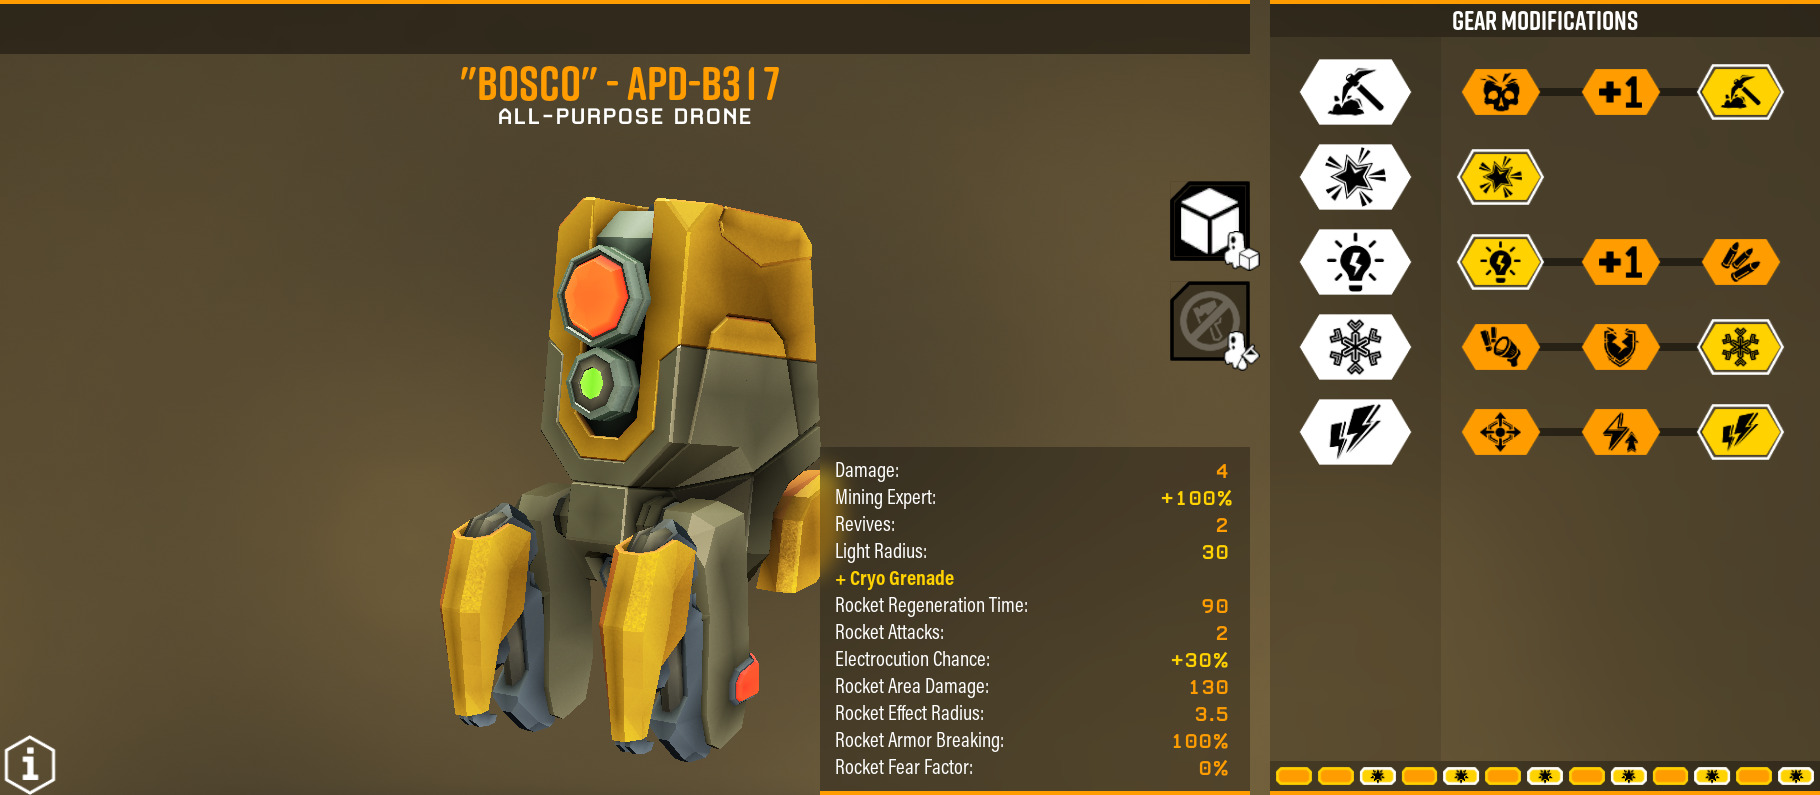 GEAR MODIFICATIONS
"BOSCO" - APD-B317
ALL-PURPOSE DRONE
+1
+1
Damage: 4
Mining Expert: +100%
Revives: 2
Light Radius: 30
+ Cryo Grenade
Rocket Regeneration Time: 90
Rocket Attacks: 2
Electrocution Chance: +30%
Rocket Area Damage: 130
Rocket Effect Radius: 3.5
Rocket Armor Breaking: 100%
Rocket Fear Factor: 0%
i